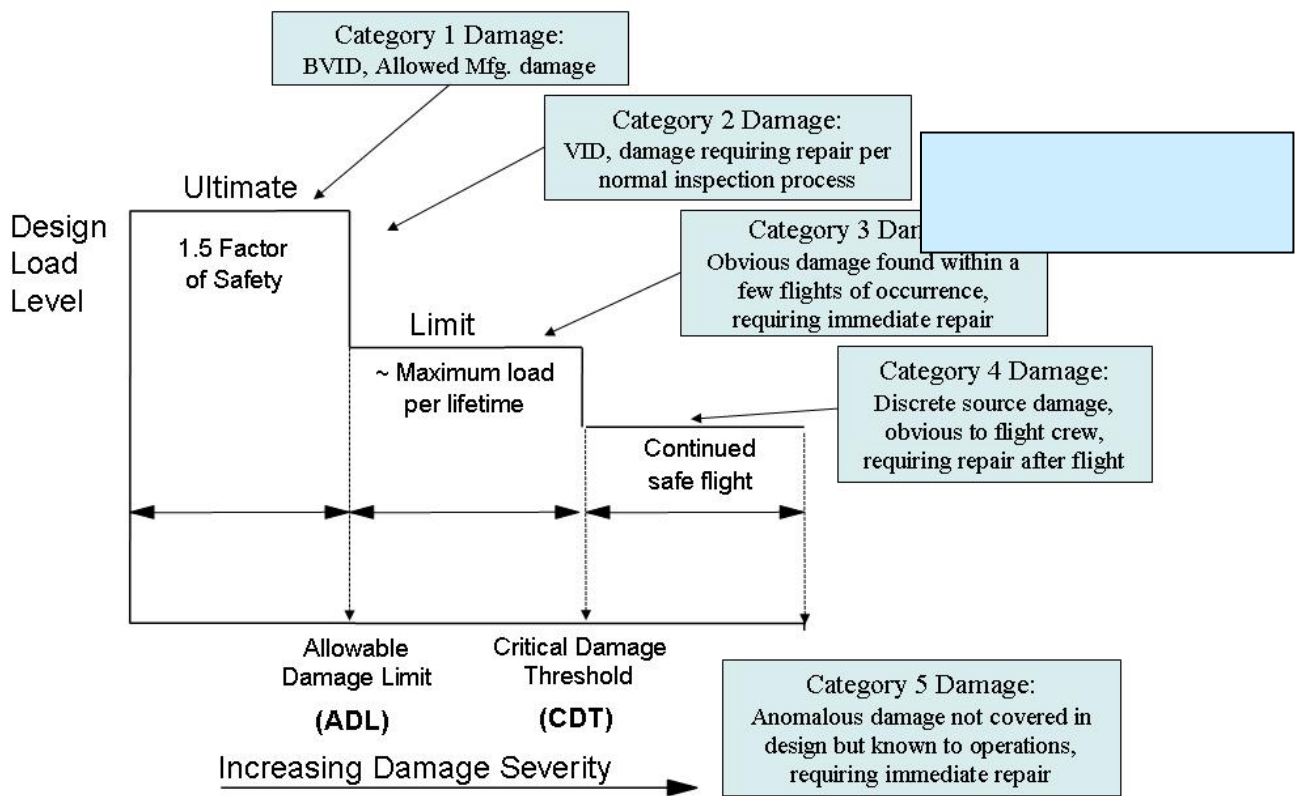 Category 1 Damage:
BVID, Allowed Mfg. damage
Category 2 Damage:
VID, damage requiring repair per
normal inspection process
Category 3
Obvious damage found within a
few flights of occurrence,
requiring immediate repair
Category 4 Damage:
Discrete source damage,
obvious to flight crew,
requiring repair after flight
Ultimate
Design
Load
Level
1.5 Factor
of Safety
Limit
~ Maximum load
per lifetime
Continued
safe flight
Allowable
Damage Limit
(ADL)
Critical Damage
Threshold
(CDT)
Category 5 Damage:
Anomalous damage not covered in
design but known to operations,
requiring immediate repair
Increasing Damage Severity